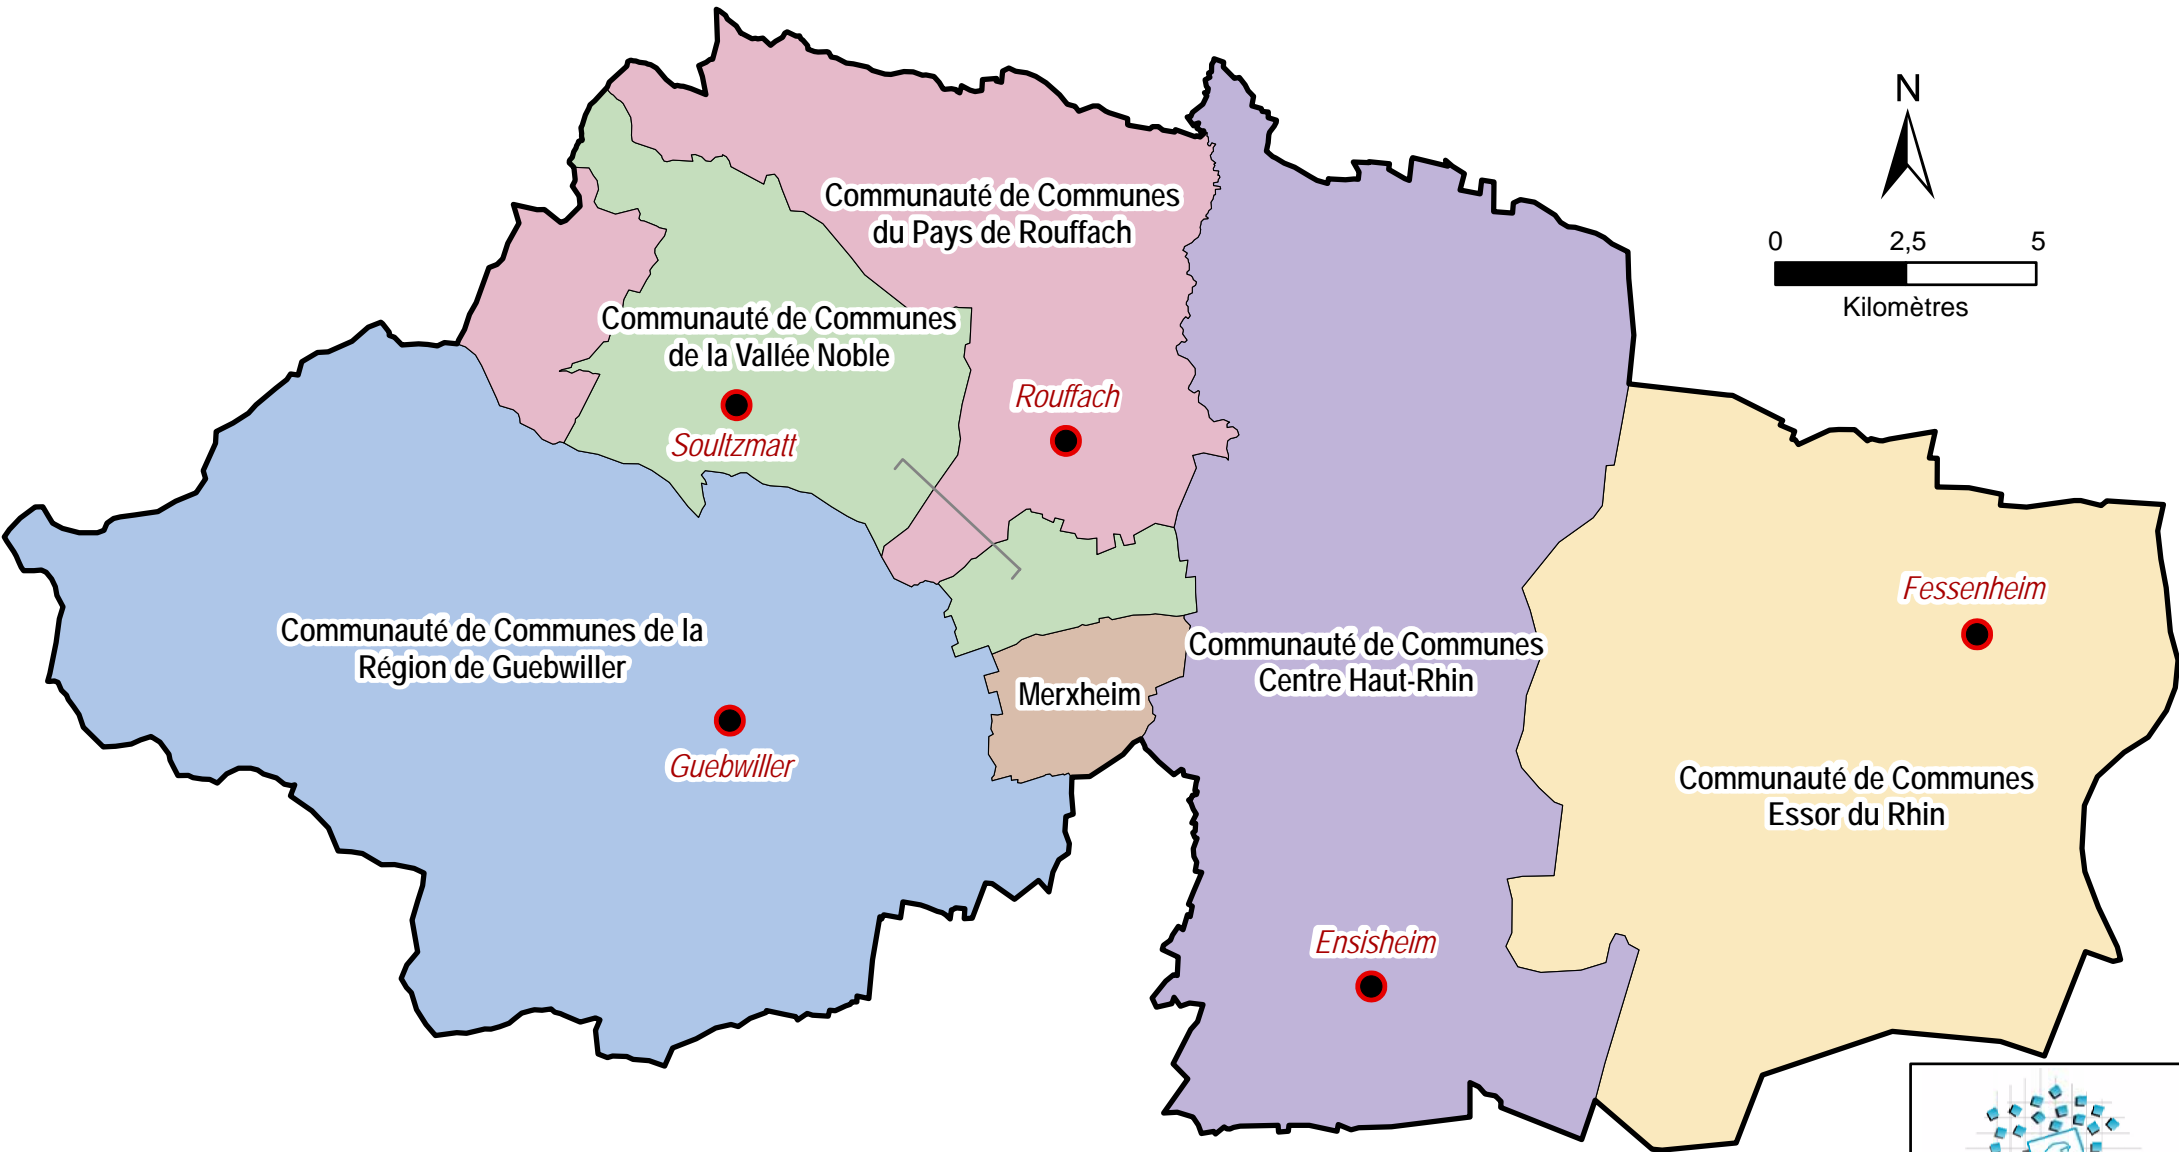 N
0 2,5 5
Kilomètres
Communauté de Communes
du Pays de Rouffach
Communauté de Communes
de la Vallée Noble
Rouffach
Soultzmatt
Communauté de Communes de la
Région de Guebwiller
Guebwiller
Merxheim
Communauté de Communes
Centre Haut-Rhin
Ensisheim
Fessenheim
Communauté de Communes
Essor du Rhin